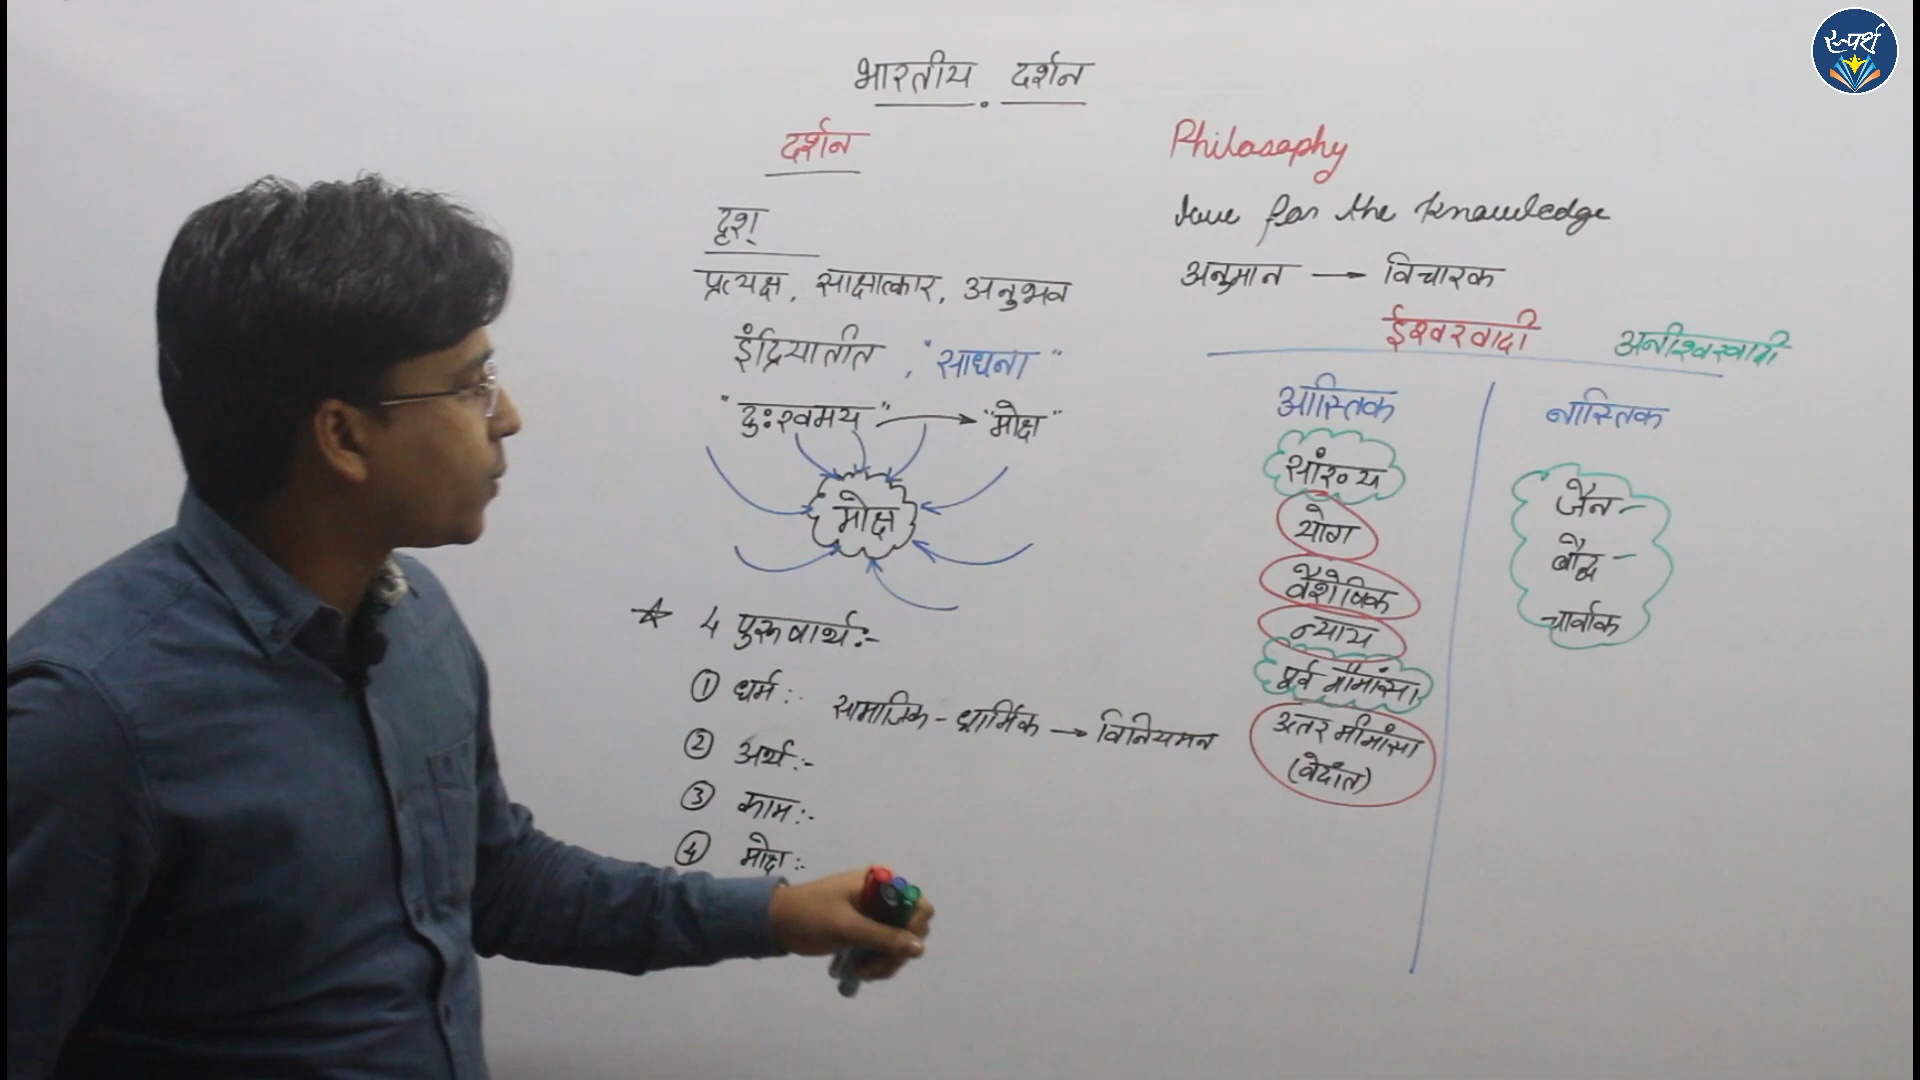 स्पर्श
भारतीय दर्शन
दर्शन
दृश्
प्रत्यक्ष, साक्षात्कार, अनुभव
इंद्रियातीत, "साधना"
"दुःखमय" → "मोक्ष"
मोक्ष
☆ 4 पुरुषार्थ:-
① धर्म:- सामाजिक-धार्मिक → विनियमन
② अर्थ:-
③ काम:-
④ मोक्ष:-
Philosophy
love for the knowledge
अनुमान → विचारक
ईश्वरवादी अनीश्वरवादी
आस्तिक
सांख्य
योग
वैशेषिक
न्याय
पूर्व मीमांसा
उत्तर मीमांसा
(वेदांत)
नास्तिक
जैन-
बौद्ध-
चार्वाक